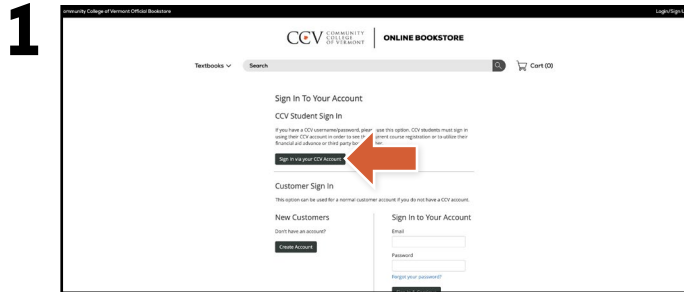 1
ommunity College of Vermont Official Bookstore
Login/Sign U
CCV COMMUNITY COLLEGE OF VERMONT
ONLINE BOOKSTORE
Textbooks
Search
Cart (0)
Sign In To Your Account
CCV Student Sign In
If you have a CCV username/password, please use this option. CCV students must sign in
using their CCV account in order to see th rrent course registration or to utilize their
financial aid advance or third party
Sign in via your CCV Account
Customer Sign In
This option can be used for a normal customer account if you do not have a CCV account.
New Customers
Don't have an account?
Create Account
Sign In to Your Account
Email
Password
Forgot your password?